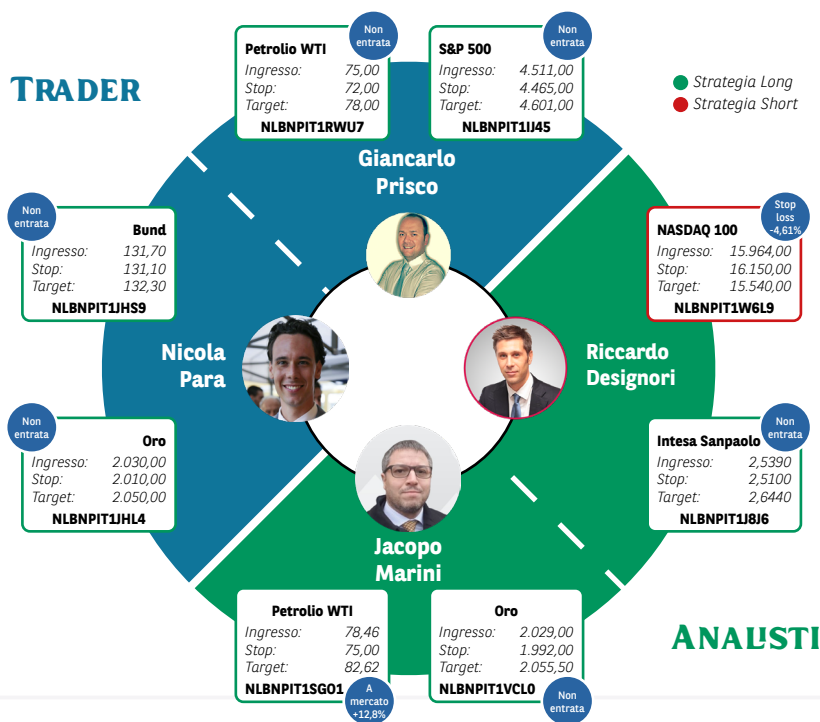 TRADER
Non
entrata
Petrolio WTI
Ingresso: 75,00
Stop: 72,00
Target: 78,00
NLBNPIT1RWU7
Non
entrata
S&P 500
Ingresso: 4.511,00
Stop: 4.465,00
Target: 4.601,00
NLBNPIT1IJ45
Strategia Long
Strategia Short
Giancarlo
Prisco
Non
entrata
Bund
Ingresso: 131,70
Stop: 131,10
Target: 132,30
NLBNPIT1JHS9
Stop
loss
-4,61%
NASDAQ 100
Ingresso: 15.964,00
Stop: 16.150,00
Target: 15.540,00
NLBNPIT1W6L9
Nicola
Para
Riccardo
Designori
Non
entrata
Oro
Ingresso: 2.030,00
Stop: 2.010,00
Target: 2.050,00
NLBNPIT1JHL4
Non
entrata
Intesa Sanpaolo
Ingresso: 2,5390
Stop: 2,5100
Target: 2,6440
NLBNPIT1J8J6
Jacopo
Marini
Petrolio WTI
Ingresso: 78,46
Stop: 75,00
Target: 82,62
NLBNPIT1SGO1
A
mercato
+12,8%
Oro
Ingresso: 2.029,00
Stop: 1.992,00
Target: 2.055,50
NLBNPIT1VCL0
Non
entrata
ANALISTI